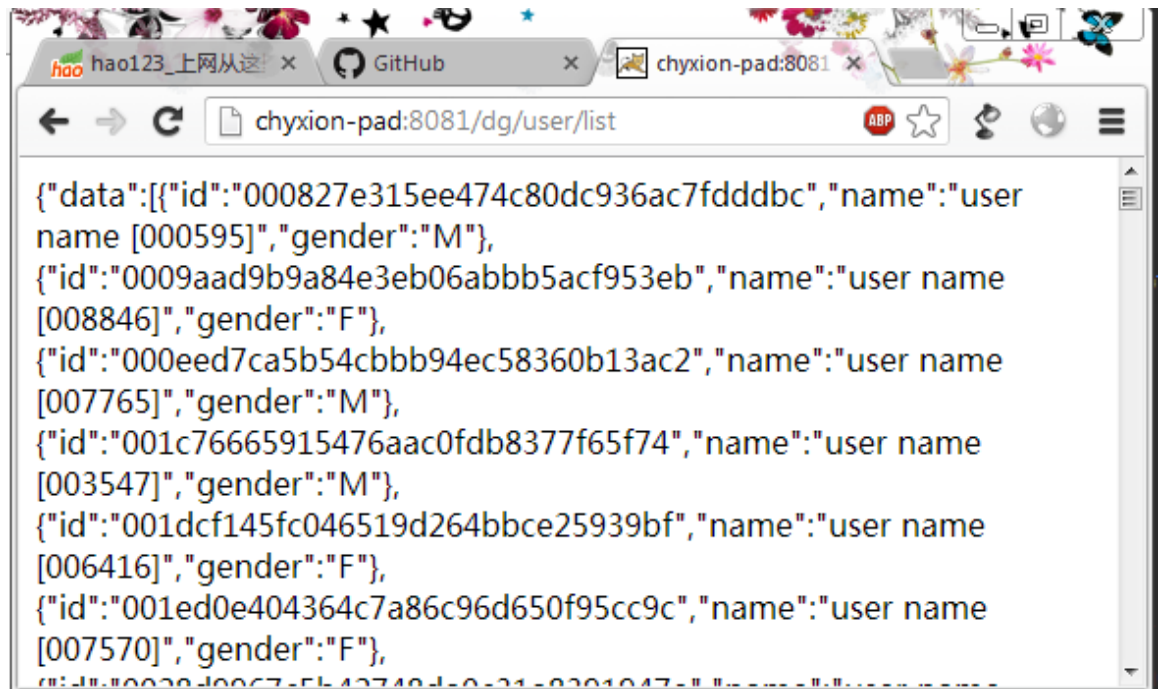 hao hao123_上网从这
GitHub
chyxion-pad:8081
chyxion-pad:8081/dg/user/list
ABP
{"data":[{"id":"000827e315ee474c80dc936ac7fdddbc","name":"user
name [000595]","gender":"M"},
{"id":"0009aad9b9a84e3eb06abbb5acf953eb","name":"user name
[008846]","gender":"F"},
{"id":"000eed7ca5b54cbbb94ec58360b13ac2","name":"user name
[007765]","gender":"M"},
{"id":"001c76665915476aac0fdb8377f65f74","name":"user name
[003547]","gender":"M"},
{"id":"001dcf145fc046519d264bbce25939bf","name":"user name
[006416]","gender":"F"},
{"id":"001ed0e404364c7a86c96d650f95cc9c","name":"user name
[007570]","gender":"F"},